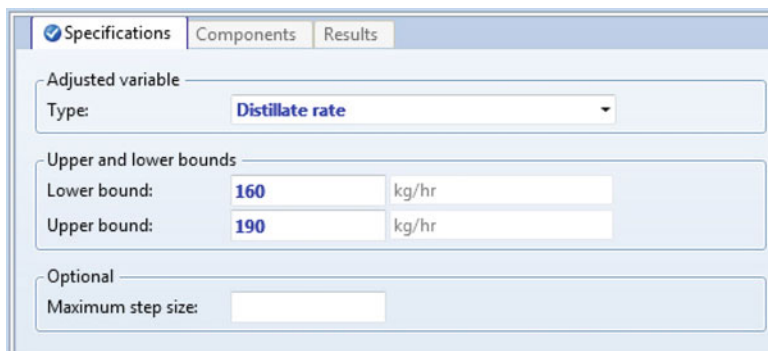 Specifications Components Results
Adjusted variable
Type: Distillate rate
Upper and lower bounds
Lower bound: 160 kg/hr
Upper bound: 190 kg/hr
Optional
Maximum step size: